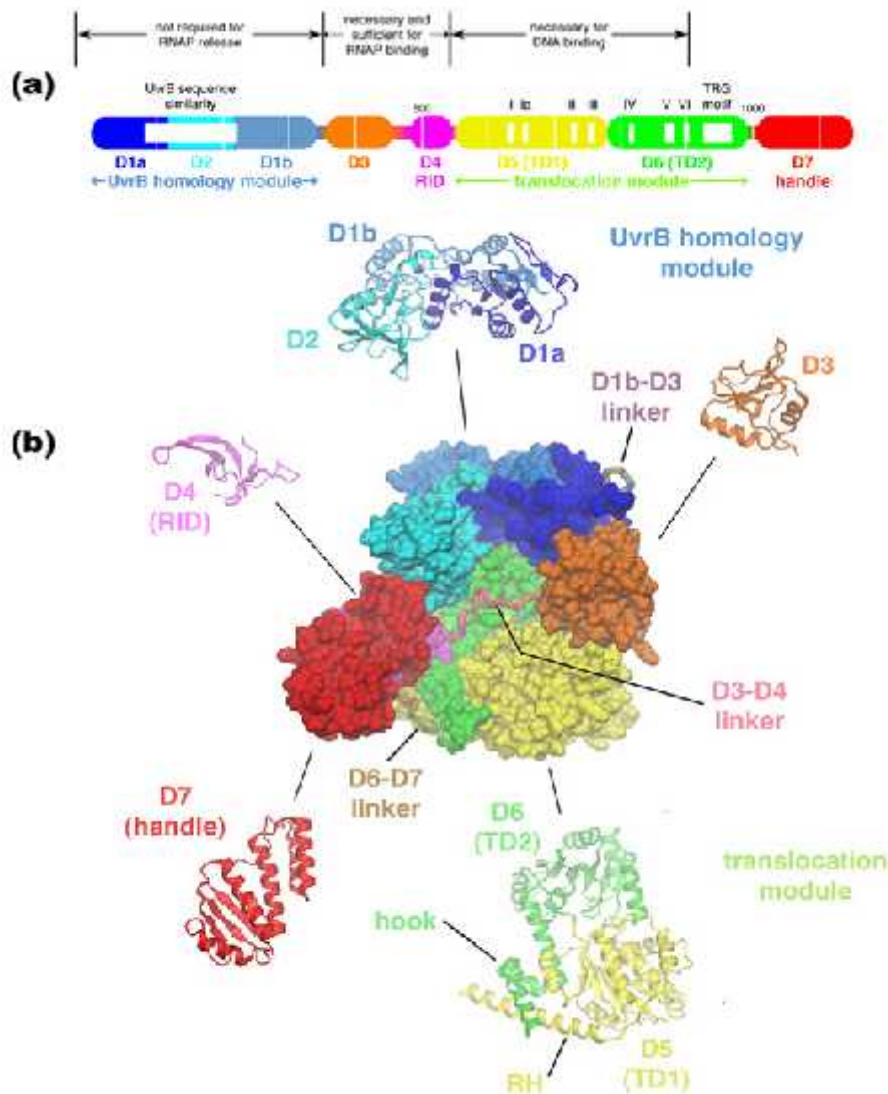 not required for
RNAP release
necessary and
sufficient for
RNAP binding
necessary for
DNA binding
(a)
UvrB sequence
similarity
I Ia II III IV V VI
TRG
motif
500
1000
D1a D2 D1b D3 D4 D5 (TD1) D6 (TD2) D7
UvrB homology module
RID
translocation module
handle
D1b
UvrB homology
module
D2
D1a
D3
D1b-D3
linker
(b)
D4
(RID)
D3-D4
linker
D7
(handle)
D6-D7
linker
D6
(TD2)
translocation
module
hook
D5
(TD1)
RH